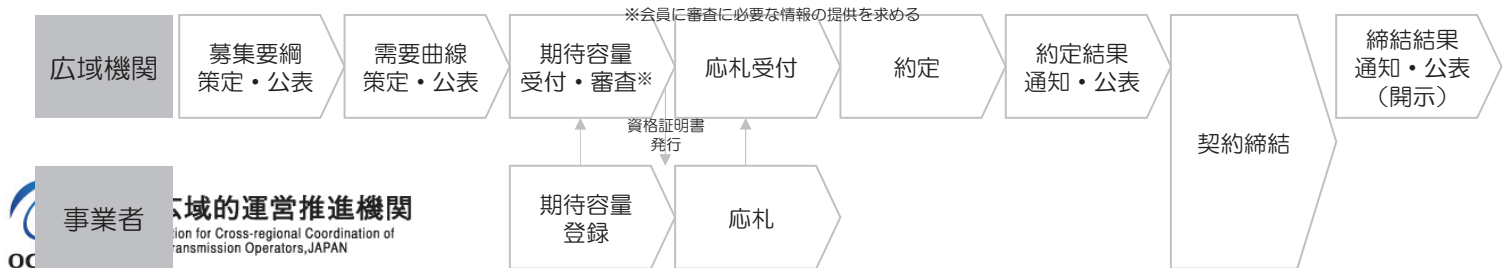 ※会員に審査に必要な情報の提供を求める
広域機関
募集要綱
策定・公表
需要曲線
策定・公表
期待容量
受付・審査※
応札受付
約定
約定結果
通知・公表
契約締結
締結結果
通知・公表
（開示）
資格証明書
発行
事業者
期待容量
登録
応札
域的運営推進機関
tion for Cross-regional Coordination of
ransmission Operators,JAPAN